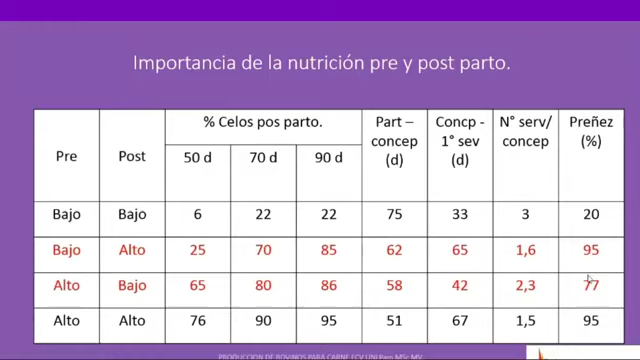 Importancia de la nutrición pre y post parto.
Pre Post % Celos pos parto. Part – concep (d) Concp - 1° sev (d) N° serv/ concep Preñez (%)
50 d 70 d 90 d
Bajo Bajo 6 22 22 75 33 3 20
Bajo Alto 25 70 85 62 65 1,6 95
Alto Bajo 65 80 86 58 42 2,3 77
Alto Alto 76 90 95 51 67 1,5 95
PRODUCCION DE BOVINOS PARA CARNE FCV UNLPam MSc MV